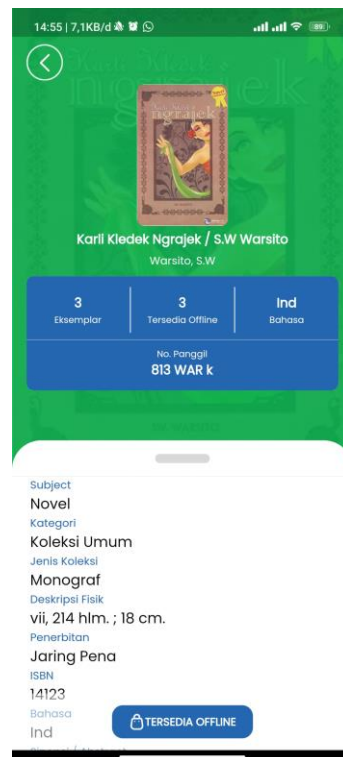 14:55 | 7,1KB/d
89
ngrajek
Karli Kledek Ngrajek / S.W Warsito
Warsito, S.W
3
Eksemplar
3
Tersedia Offline
Ind
Bahasa
No. Panggil
813 WAR k
Subject
Novel
Kategori
Koleksi Umum
Jenis Koleksi
Monograf
Deskripsi Fisik
vii, 214 hlm. ; 18 cm.
Penerbitan
Jaring Pena
ISBN
14123
Bahasa
Ind
TERSEDIA OFFLINE